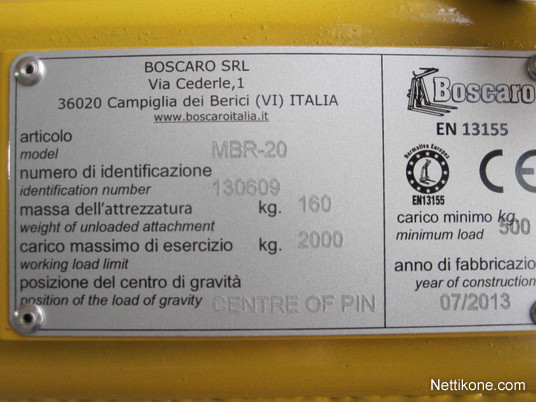 BOSCARO SRL
Via Cederle,1
36020 Campiglia dei Berici (VI) ITALIA
www.boscaroitalia.it
articolo
model MBR-20
numero di identificazione
identification number 130609
massa dell'attrezzatura kg. 160
weight of unloaded attachment
carico massimo di esercizio kg. 2000
working load limit
posizione del centro di gravità
position of the load of gravity CENTRE OF PIN
Boscaro
EN 13155
Normativa Europea
EN13155
CE
carico minimo kg.
minimum load 500
anno di fabbricazio
year of construction
07/2013
Nettikone.com